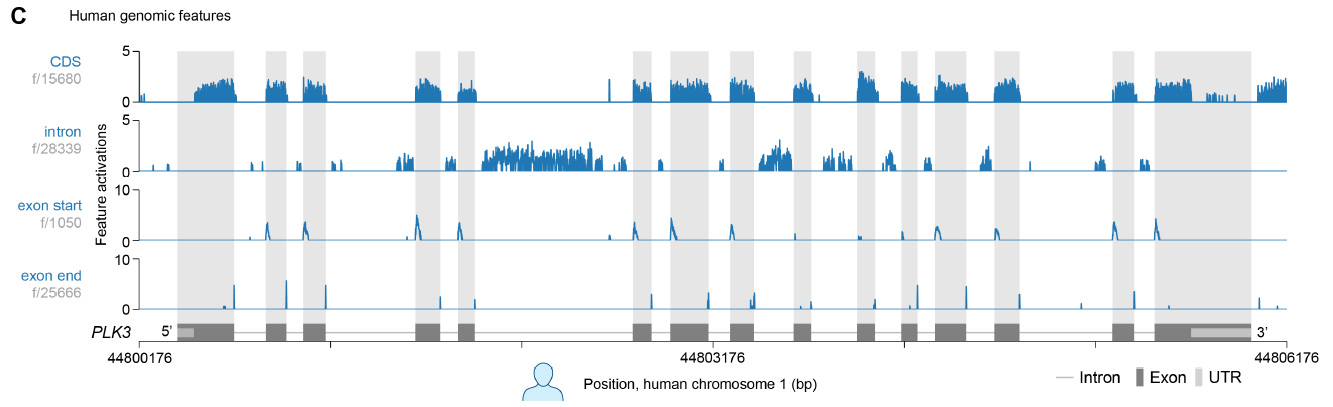 C Human genomic features
CDS
f/15680
5
0
intron
f/28339
5
0
exon start
f/1050
10
0
exon end
f/25666
10
0
Feature activations
PLK3 5’ 3’
44800176 44803176 44806176
Position, human chromosome 1 (bp)
Intron Exon UTR